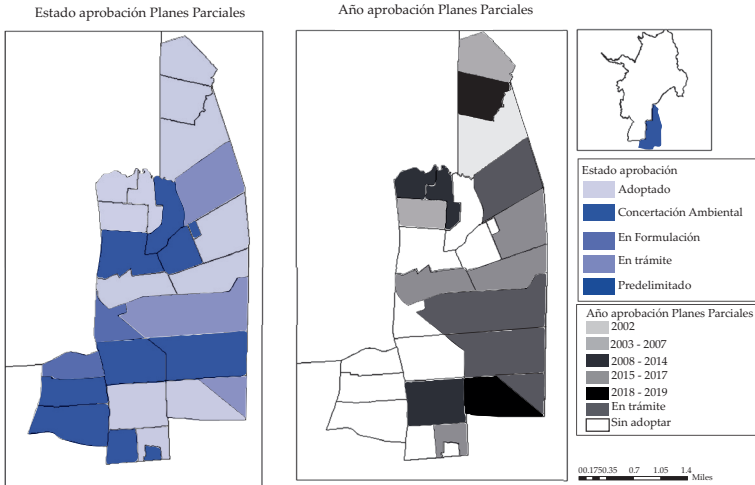 Estado aprobación Planes Parciales
Año aprobación Planes Parciales
Estado aprobación
Adoptado
Concertación Ambiental
En Formulación
En trámite
Predelimitado
Año aprobación Planes Parciales
2002
2003 - 2007
2008 - 2014
2015 - 2017
2018 - 2019
En trámite
Sin adoptar
00.1750.35 0.7 1.05 1.4
Miles